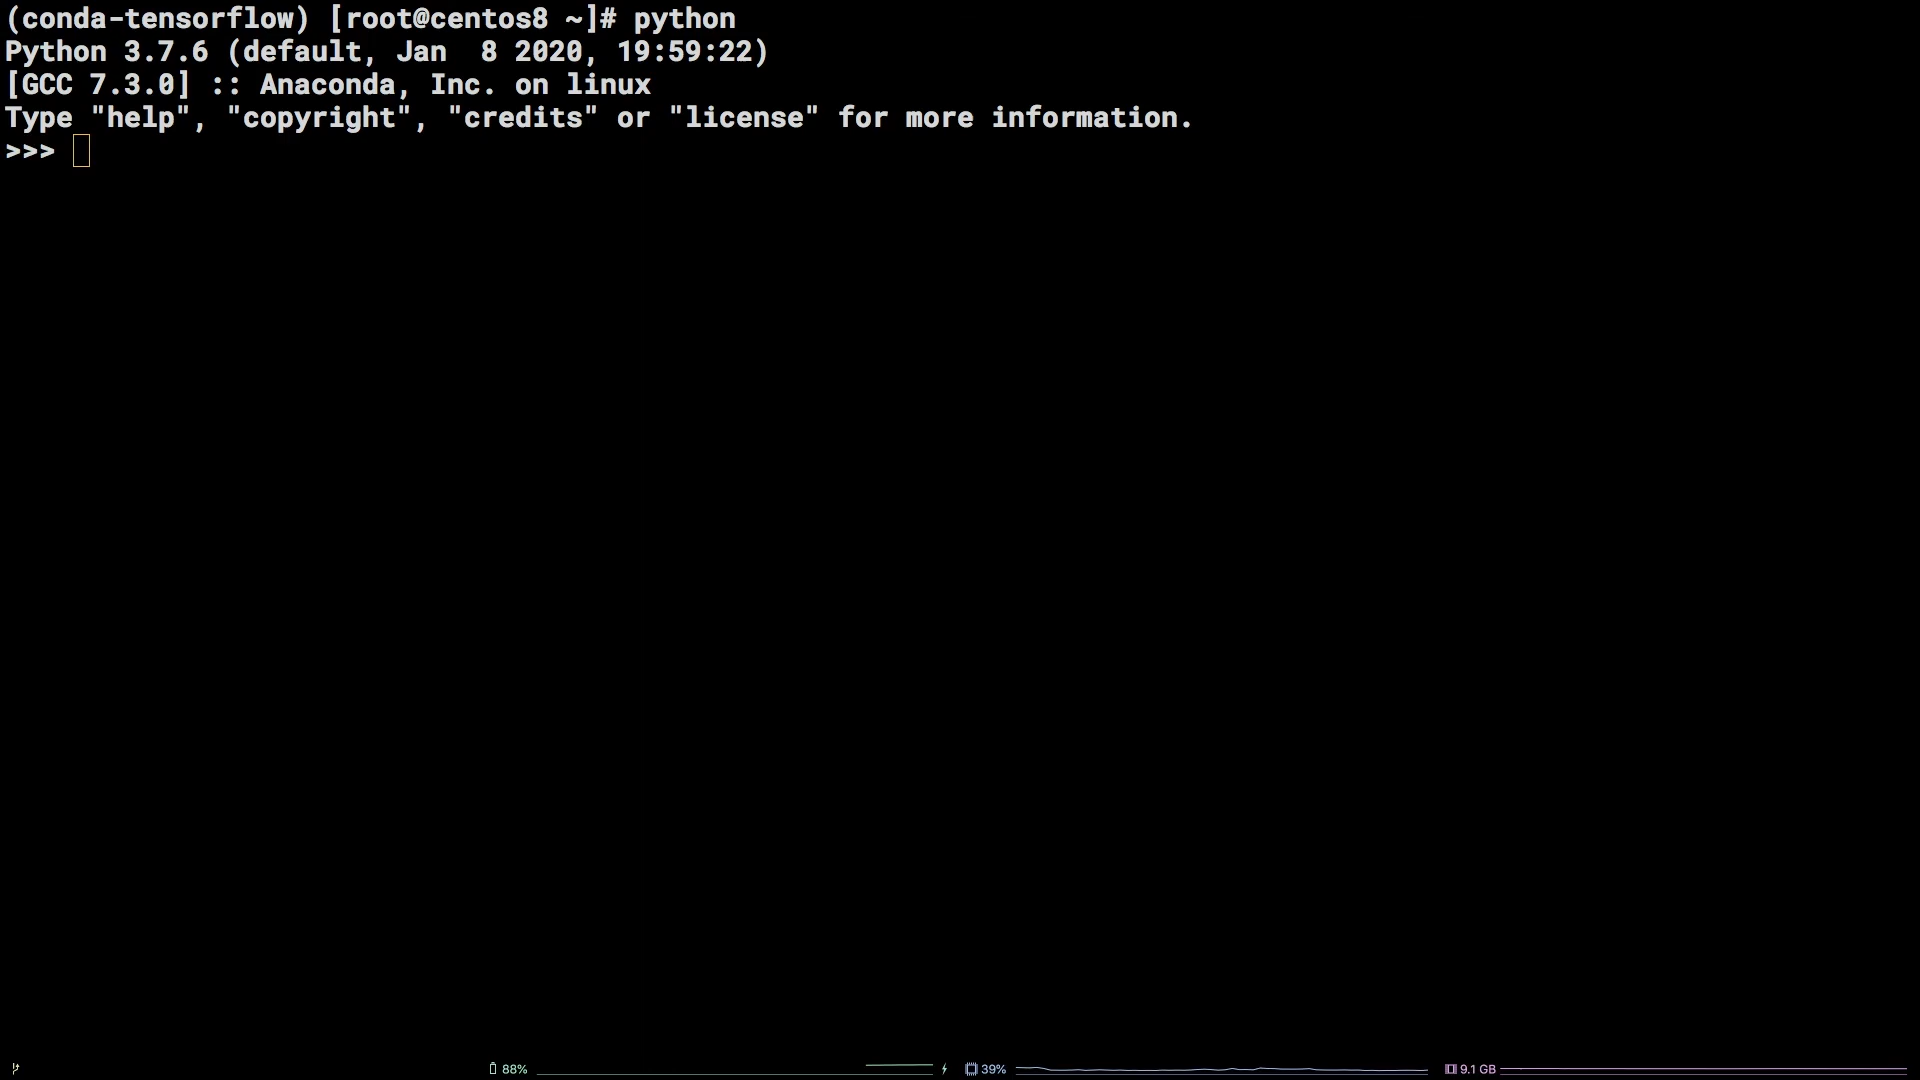 (conda-tensorflow) [root@centos8 ~]# python
Python 3.7.6 (default, Jan  8 2020, 19:59:22)
[GCC 7.3.0] :: Anaconda, Inc. on linux
Type "help", "copyright", "credits" or "license" for more information.
>>>
88% 39% 9.1 GB